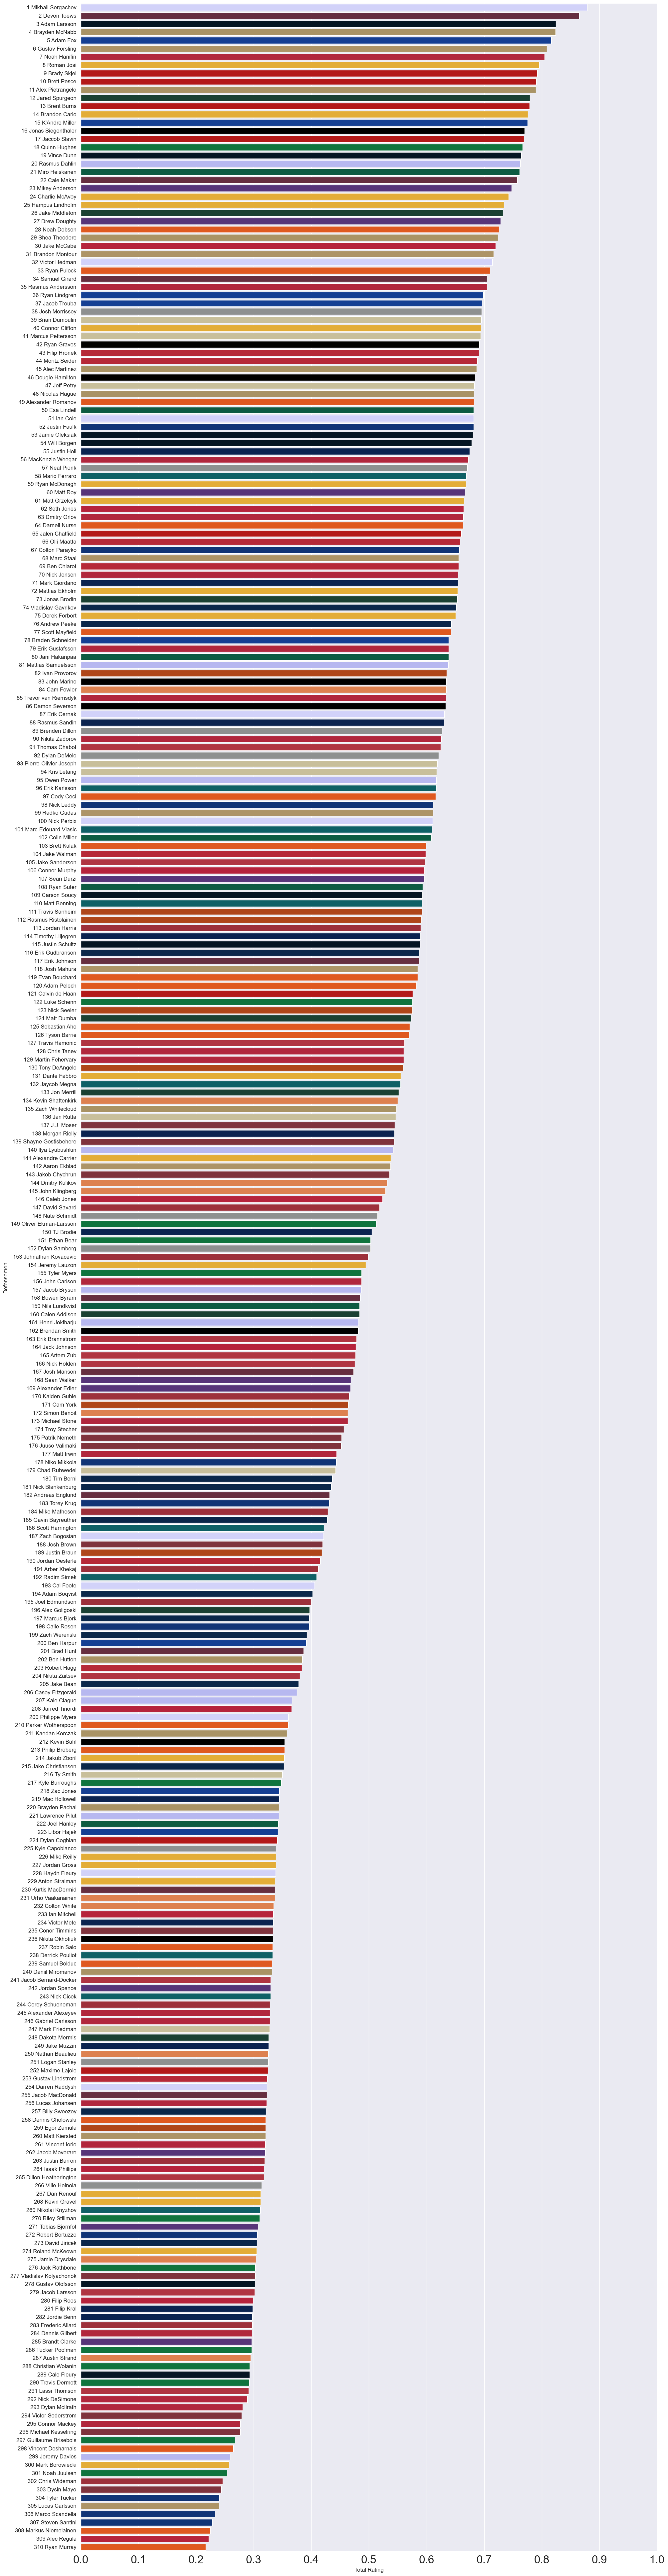 1 Mikhail Sergachev
2 Devon Toews
3 Adam Larsson
4 Brayden McNabb
5 Adam Fox
6 Gustav Forsling
7 Noah Hanifin
8 Roman Josi
9 Brady Skjei
10 Brett Pesce
11 Alex Pietrangelo
12 Jared Spurgeon
13 Brent Burns
14 Brandon Carlo
15 K'Andre Miller
16 Jonas Siegenthaler
17 Jaccob Slavin
18 Quinn Hughes
19 Vince Dunn
20 Rasmus Dahlin
21 Miro Heiskanen
22 Cale Makar
23 Mikey Anderson
24 Charlie McAvoy
25 Hampus Lindholm
26 Jake Middleton
27 Drew Doughty
28 Noah Dobson
29 Shea Theodore
30 Jake McCabe
31 Brandon Montour
32 Victor Hedman
33 Ryan Pulock
34 Samuel Girard
35 Rasmus Andersson
36 Ryan Lindgren
37 Jacob Trouba
38 Josh Morrissey
39 Brian Dumoulin
40 Connor Clifton
41 Marcus Pettersson
42 Ryan Graves
43 Filip Hronek
44 Moritz Seider
45 Alec Martinez
46 Dougie Hamilton
47 Jeff Petry
48 Nicolas Hague
49 Alexander Romanov
50 Esa Lindell
51 Ian Cole
52 Justin Faulk
53 Jamie Oleksiak
54 Will Borgen
55 Justin Holl
56 MacKenzie Weegar
57 Neal Pionk
58 Mario Ferraro
59 Ryan McDonagh
60 Matt Roy
61 Matt Grzelcyk
62 Seth Jones
63 Dmitry Orlov
64 Darnell Nurse
65 Jalen Chatfield
66 Olli Maatta
67 Colton Parayko
68 Marc Staal
69 Ben Chiarot
70 Nick Jensen
71 Mark Giordano
72 Mattias Ekholm
73 Jonas Brodin
74 Vladislav Gavrikov
75 Derek Forbort
76 Andrew Peeke
77 Scott Mayfield
78 Braden Schneider
79 Erik Gustafsson
80 Jani Hakanpää
81 Mattias Samuelsson
82 Ivan Provorov
83 John Marino
84 Cam Fowler
85 Trevor van Riemsdyk
86 Damon Severson
87 Erik Cernak
88 Rasmus Sandin
89 Brenden Dillon
90 Nikita Zadorov
91 Thomas Chabot
92 Dylan DeMelo
93 Pierre-Olivier Joseph
94 Kris Letang
95 Owen Power
96 Erik Karlsson
97 Cody Ceci
98 Nick Leddy
99 Radko Gudas
100 Nick Perbix
101 Marc-Edouard Vlasic
102 Colin Miller
103 Brett Kulak
104 Jake Walman
105 Jake Sanderson
106 Connor Murphy
107 Sean Durzi
108 Ryan Suter
109 Carson Soucy
110 Matt Benning
111 Travis Sanheim
112 Rasmus Ristolainen
113 Jordan Harris
114 Timothy Liljegren
115 Justin Schultz
116 Erik Gudbranson
117 Erik Johnson
118 Josh Mahura
119 Evan Bouchard
120 Adam Pelech
121 Calvin de Haan
122 Luke Schenn
123 Nick Seeler
124 Matt Dumba
125 Sebastian Aho
126 Tyson Barrie
127 Travis Hamonic
128 Chris Tanev
129 Martin Fehervary
130 Tony DeAngelo
131 Dante Fabbro
132 Jaycob Megna
133 Jon Merrill
134 Kevin Shattenkirk
135 Zach Whitecloud
136 Jan Rutta
137 J.J. Moser
138 Morgan Rielly
139 Shayne Gostisbehere
140 Ilya Lyubushkin
141 Alexandre Carrier
142 Aaron Ekblad
143 Jakob Chychrun
144 Dmitry Kulikov
145 John Klingberg
146 Caleb Jones
147 David Savard
148 Nate Schmidt
149 Oliver Ekman-Larsson
150 TJ Brodie
151 Ethan Bear
152 Dylan Samberg
153 Johnathan Kovacevic
154 Jeremy Lauzon
155 Tyler Myers
156 John Carlson
157 Jacob Bryson
158 Bowen Byram
159 Nils Lundkvist
160 Calen Addison
161 Henri Jokiharju
162 Brendan Smith
163 Erik Brannstrom
164 Jack Johnson
165 Artem Zub
166 Nick Holden
167 Josh Manson
168 Sean Walker
169 Alexander Edler
170 Kaiden Guhle
171 Cam York
172 Simon Benoit
173 Michael Stone
174 Troy Stecher
175 Patrik Nemeth
176 Juuso Valimaki
177 Matt Irwin
178 Niko Mikkola
179 Chad Ruhwedel
180 Tim Berni
181 Nick Blankenburg
182 Andreas Englund
183 Torey Krug
184 Mike Matheson
185 Gavin Bayreuther
186 Scott Harrington
187 Zach Bogosian
188 Josh Brown
189 Justin Braun
190 Jordan Oesterle
191 Arber Xhekaj
192 Radim Simek
193 Cal Foote
194 Adam Boqvist
195 Joel Edmundson
196 Alex Goligoski
197 Marcus Bjork
198 Calle Rosen
199 Zach Werenski
200 Ben Harpur
201 Brad Hunt
202 Ben Hutton
203 Robert Hagg
204 Nikita Zaitsev
205 Jake Bean
206 Casey Fitzgerald
207 Kale Clague
208 Jarred Tinordi
209 Philippe Myers
210 Parker Wotherspoon
211 Kaedan Korczak
212 Kevin Bahl
213 Philip Broberg
214 Jakub Zboril
215 Jake Christiansen
216 Ty Smith
217 Kyle Burroughs
218 Zac Jones
219 Mac Hollowell
220 Brayden Pachal
221 Lawrence Pilut
222 Joel Hanley
223 Libor Hajek
224 Dylan Coghlan
225 Kyle Capobianco
226 Mike Reilly
227 Jordan Gross
228 Haydn Fleury
229 Anton Stralman
230 Kurtis MacDermid
231 Urho Vaakanainen
232 Colton White
233 Ian Mitchell
234 Victor Mete
235 Conor Timmins
236 Nikita Okhotiuk
237 Robin Salo
238 Derrick Pouliot
239 Samuel Bolduc
240 Daniil Miromanov
241 Jacob Bernard-Docker
242 Jordan Spence
243 Nick Cicek
244 Corey Schueneman
245 Alexander Alexeyev
246 Gabriel Carlsson
247 Mark Friedman
248 Dakota Mermis
249 Jake Muzzin
250 Nathan Beaulieu
251 Logan Stanley
252 Maxime Lajoie
253 Gustav Lindstrom
254 Darren Raddysh
255 Jacob MacDonald
256 Lucas Johansen
257 Billy Sweezey
258 Dennis Cholowski
259 Egor Zamula
260 Matt Kiersted
261 Vincent Iorio
262 Jacob Moverare
263 Justin Barron
264 Isaak Phillips
265 Dillon Heatherington
266 Ville Heinola
267 Dan Renouf
268 Kevin Gravel
269 Nikolai Knyzhov
270 Riley Stillman
271 Tobias Bjornfot
272 Robert Bortuzzo
273 David Jiricek
274 Roland McKeown
275 Jamie Drysdale
276 Jack Rathbone
277 Vladislav Kolyachonok
278 Gustav Olofsson
279 Jacob Larsson
280 Filip Roos
281 Filip Kral
282 Jordie Benn
283 Frederic Allard
284 Dennis Gilbert
285 Brandt Clarke
286 Tucker Poolman
287 Austin Strand
288 Christian Wolanin
289 Cale Fleury
290 Travis Dermott
291 Lassi Thomson
292 Nick DeSimone
293 Dylan McIlrath
294 Victor Soderstrom
295 Connor Mackey
296 Michael Kesselring
297 Guillaume Brisebois
298 Vincent Desharnais
299 Jeremy Davies
300 Mark Borowiecki
301 Noah Juulsen
302 Chris Wideman
303 Dysin Mayo
304 Tyler Tucker
305 Lucas Carlsson
306 Marco Scandella
307 Steven Santini
308 Markus Niemelainen
309 Alec Regula
310 Ryan Murray
Defensemen
0.0 0.1 0.2 0.3 0.4 0.5 0.6 0.7 0.8 0.9 1.0
Total Rating